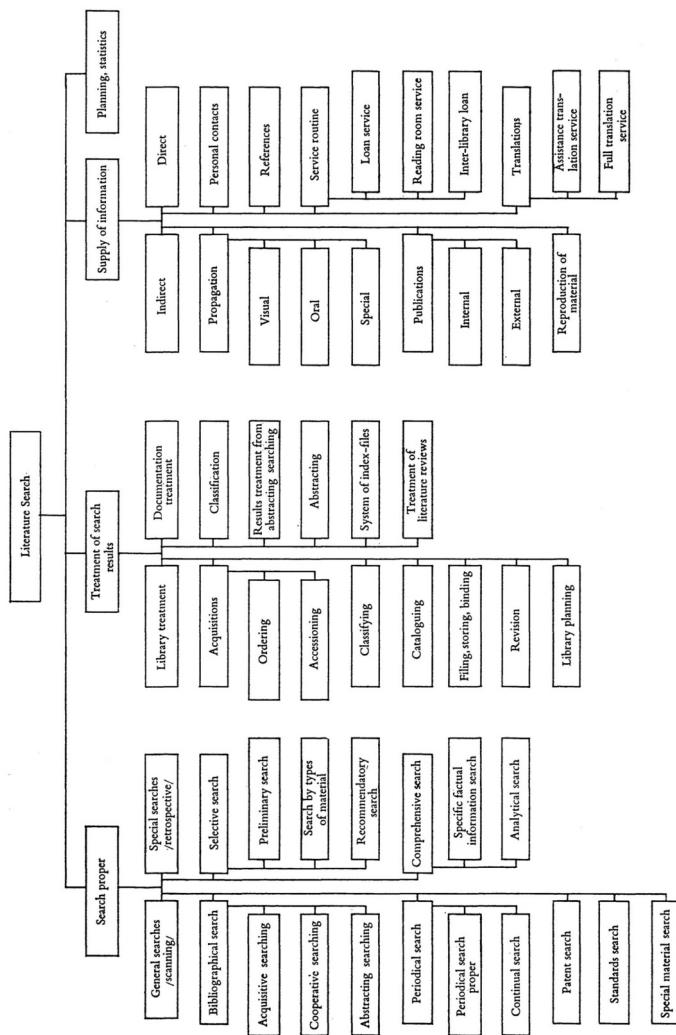 Literature Search
Search proper
Treatment of search
results
Supply of information
Planning, statistics
General searches
/scanning/
Bibliographical search
Acquisitive searching
Cooperative searching
Abstracting searching
Periodical search
Periodical search
proper
Continual search
Patent search
Standards search
Special material search
Special searches
/retrospective/
Selective search
Preliminary search
Search by types
of material
Recommendatory
search
Comprehensive search
Specific factual
information search
Analytical search
Library treatment
Acquisitions
Ordering
Accessioning
Classifying
Cataloguing
Filing, storing, binding
Revision
Library planning
Documentation
treatment
Classification
Results treatment from
abstracting searching
Abstracting
System of index-files
Treatment of
literature reviews
Indirect
Propagation
Visual
Oral
Special
Publications
Internal
External
Reproduction of
material
Direct
Personal contacts
References
Service routine
Loan service
Reading room service
Inter-library loan
Translations
Assistance trans-
lation service
Full translation
service